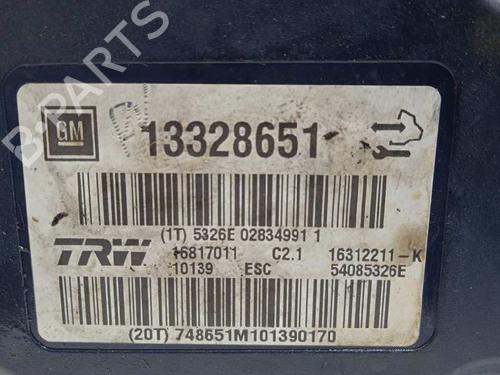 GM 13328651
(1T) 5326E 02834991 1
TRW 16817011 C2.1 16312211-K
10139 ESC 54085326E
(20T) 748651M101390170
B-PARTS